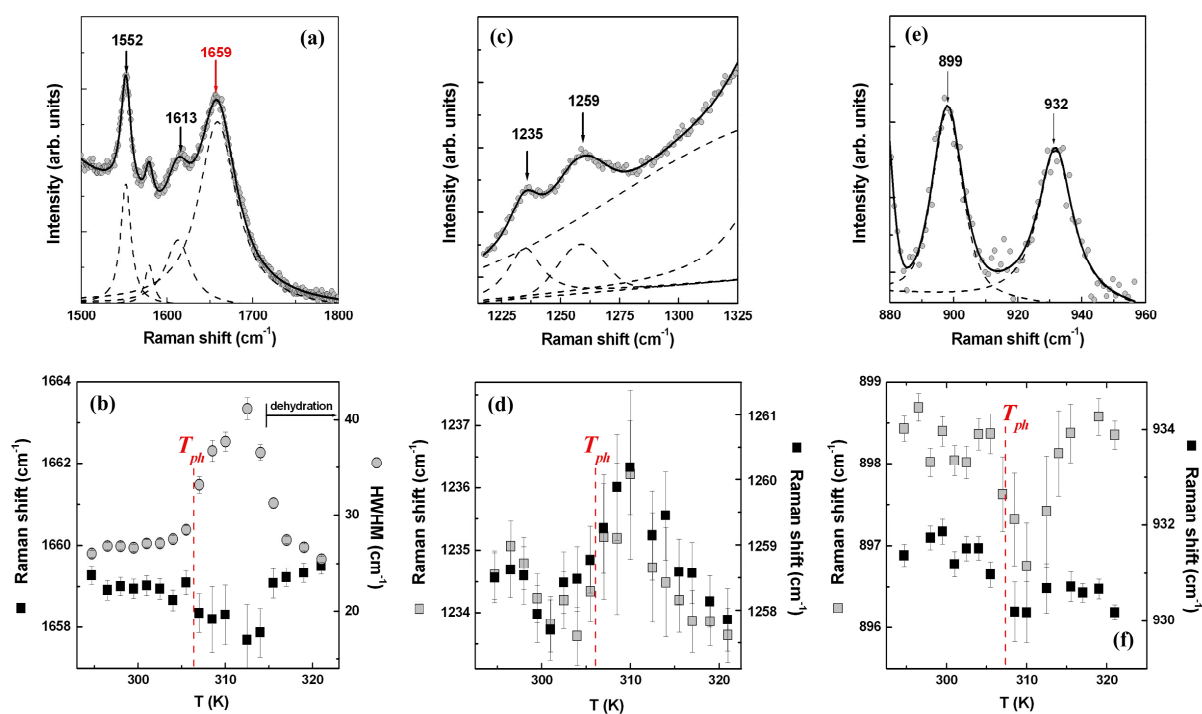 (a)
1552
1659
1613
Intensity (arb. units)
1500 1600 1700 1800
Raman shift (cm⁻¹)
(c)
1259
1235
Intensity (arb. units)
1225 1250 1275 1300 1325
Raman shift (cm⁻¹)
(e)
899
932
Intensity (arb. units)
880 900 920 940 960
Raman shift (cm⁻¹)
(b)
dehydration
Tph
Raman shift (cm⁻¹)
1664
1662
1660
1658
HWHM (cm⁻¹)
40
30
20
300 310 320
T (K)
(d)
Tph
Raman shift (cm⁻¹)
1237
1236
1235
1234
Raman shift (cm⁻¹)
1261
1260
1259
1258
300 310 320
T (K)
Tph
(f)
Raman shift (cm⁻¹)
899
898
897
896
Raman shift (cm⁻¹)
934
932
930
300 310 320
T (K)